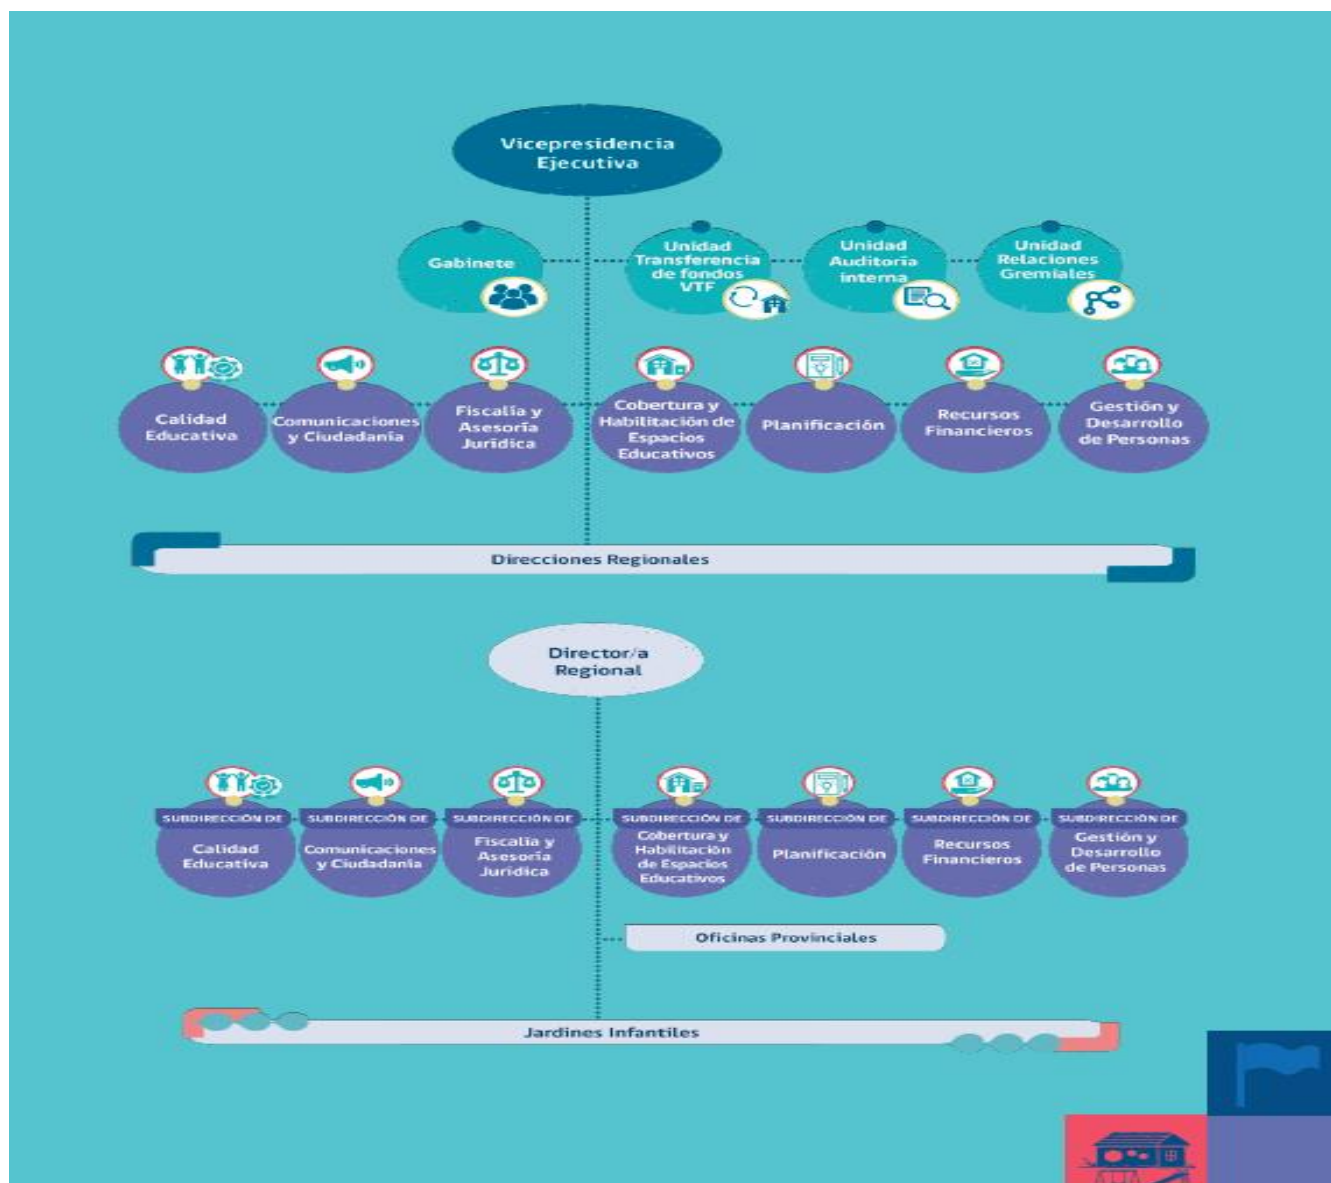 Vicepresidencia
Ejecutiva
Gabinete
Unidad
Transferencia
de fondos
VTF
Unidad
Auditoría
interna
Unidad
Relaciones
Gremiales
Calidad
Educativa
Comunicaciones
y Ciudadanía
Fiscalía y
Asesoría
Jurídica
Cobertura y
Habilitación de
Espacios
Educativos
Planificación
Recursos
Financieros
Gestión y
Desarrollo
de Personas
Direcciones Regionales
Director/a
Regional
SUBDIRECCIÓN DE
Calidad
Educativa
SUBDIRECCIÓN DE
Comunicaciones
y Ciudadanía
SUBDIRECCIÓN DE
Fiscalía y
Asesoría
Jurídica
SUBDIRECCIÓN DE
Cobertura y
Habilitación
de Espacios
Educativos
SUBDIRECCIÓN DE
Planificación
SUBDIRECCIÓN DE
Recursos
Financieros
SUBDIRECCIÓN DE
Gestión y
Desarrollo
de Personas
Oficinas Provinciales
Jardines Infantiles